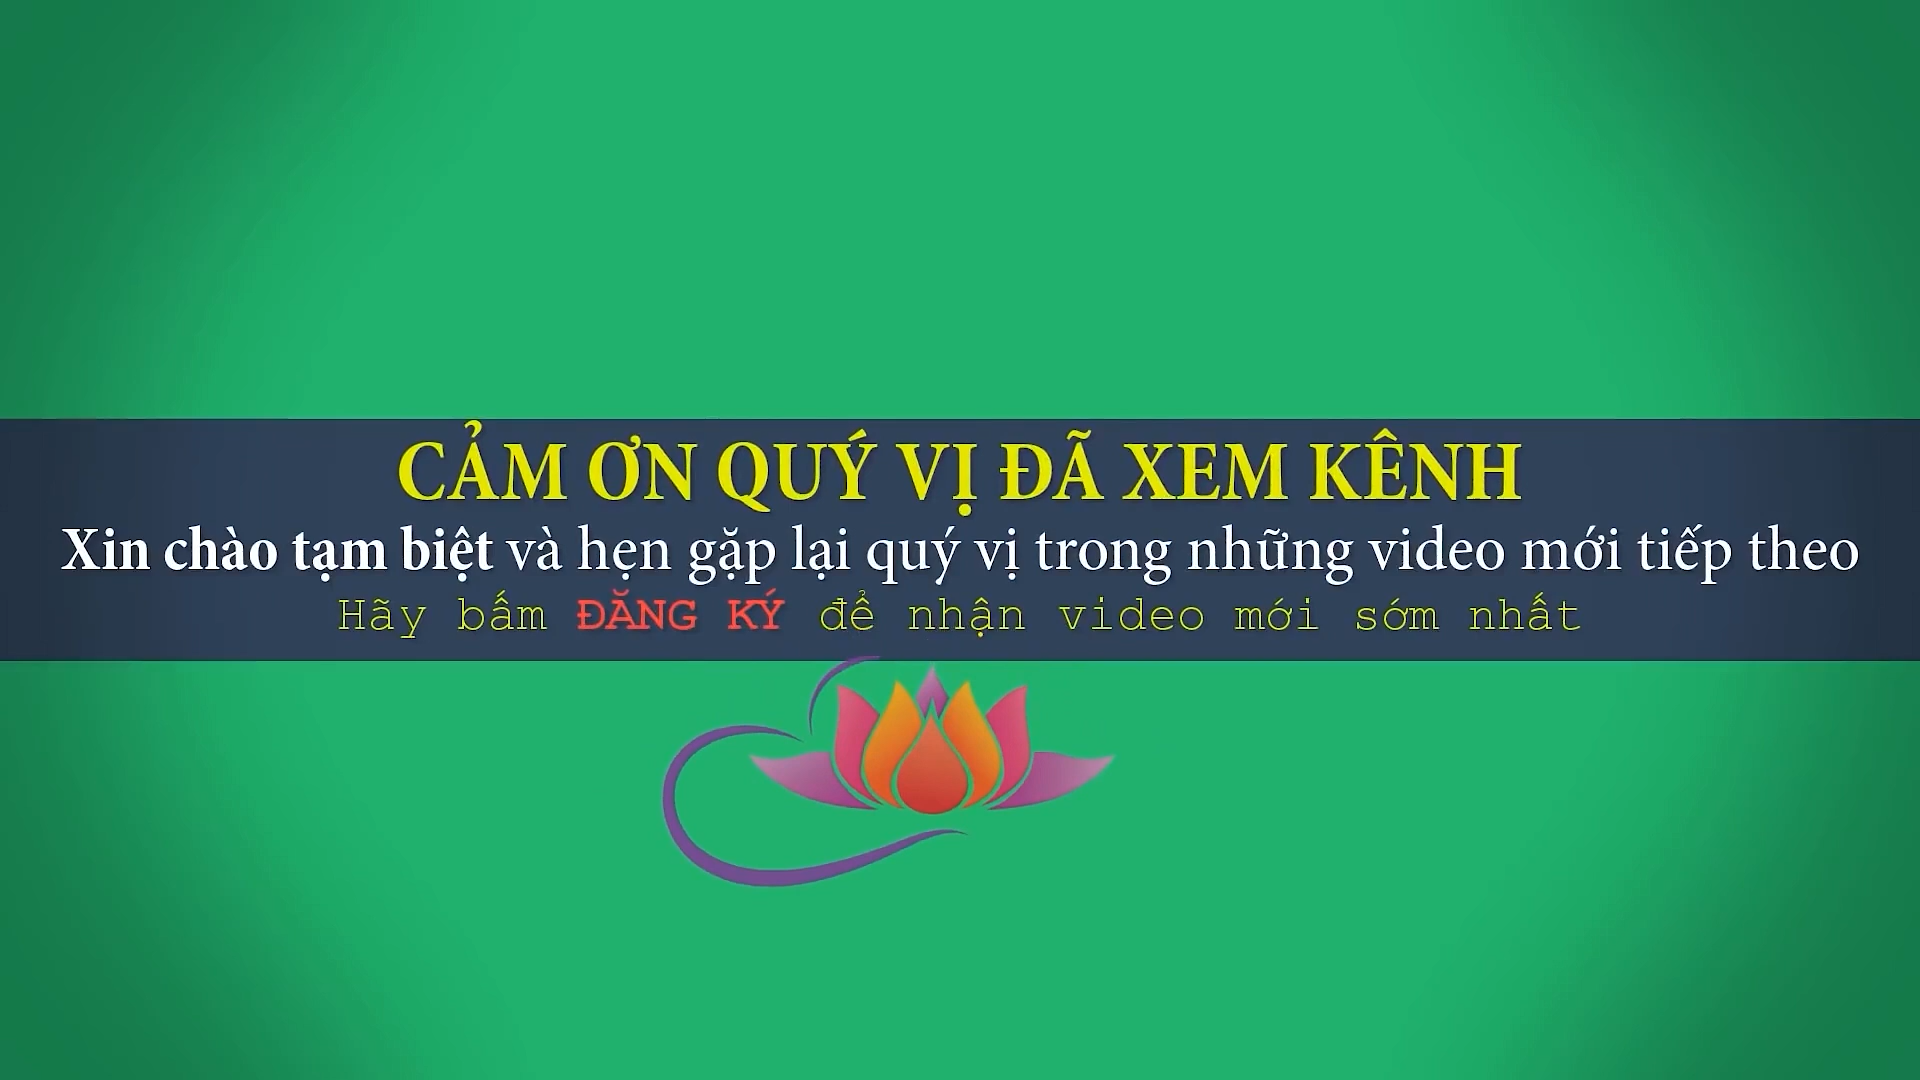 CẢM ƠN QUÝ VỊ ĐÃ XEM KÊNH
Xin chào tạm biệt và hẹn gặp lại quý vị trong những video mới tiếp theo
Hãy bấm ĐĂNG KÝ để nhận video mới sớm nhất